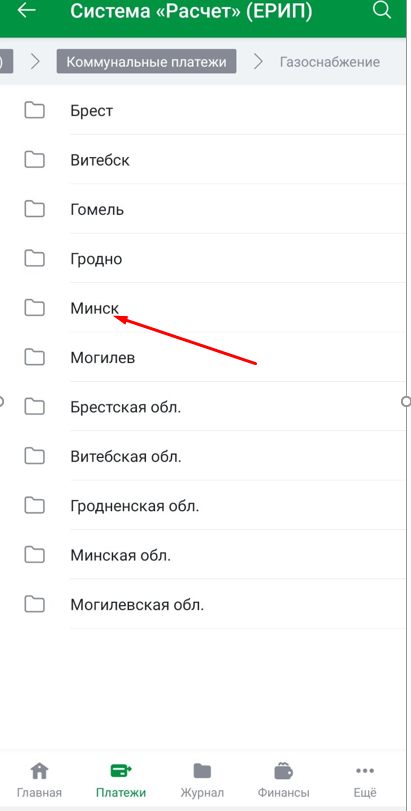 Система «Расчет» (ЕРИП)
) Коммунальные платежи Газоснабжение
Брест
Витебск
Гомель
Гродно
Минск
Могилев
Брестская обл.
Витебская обл.
Гродненская обл.
Минская обл.
Могилевская обл.
Главная Платежи Журнал Финансы Ещё